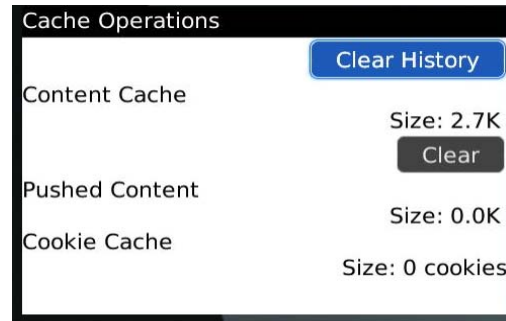 Cache Operations
Clear History
Content Cache
Size: 2.7K
Clear
Pushed Content
Size: 0.0K
Cookie Cache
Size: 0 cookies